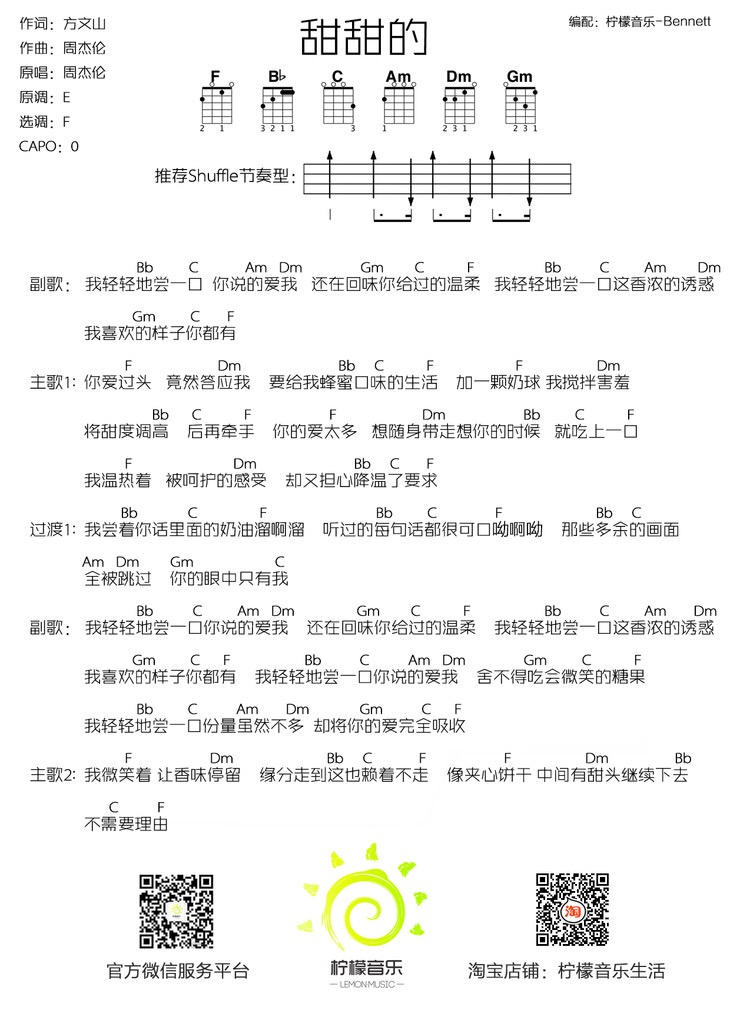 作词：方文山
作曲：周杰伦
原唱：周杰伦
原调：E
选调：F
CAPO：0
甜甜的
编配：柠檬音乐-Bennett
F B♭ C Am Dm Gm
2 1 3 2 1 1 3 1 2 3 1 2 3 1
推荐Shuffle节奏型：
Bb C Am Dm Gm C F Bb C Am Dm
副歌： 我轻轻地尝一口 你说的爱我 还在回味你给过的温柔 我轻轻地尝一口这香浓的诱惑
Gm C F
我喜欢的样子你都有
F Dm Bb C F F Dm
主歌1： 你爱过头 竟然答应我 要给我蜂蜜口味的生活 加一颗奶球 我搅拌害羞
Bb C F F Dm Bb C F
将甜度调高 后再牵手 你的爱太多 想随身带走想你的时候 就吃上一口
F Dm Bb C F
我温热着 被呵护的感受 却又担心降温了要求
Bb C F Bb C F Bb C
过渡1： 我尝着你话里面的奶油溜啊溜 听过的每句话都很可口呦啊呦 那些多余的画面
Am Dm Gm C
全被跳过 你的眼中只有我
Bb C Am Dm Gm C F Bb C Am Dm
副歌： 我轻轻地尝一口你说的爱我 还在回味你给过的温柔 我轻轻地尝一口这香浓的诱惑
Gm C F Bb C Am Dm Gm C F
我喜欢的样子你都有 我轻轻地尝一口你说的爱我 舍不得吃会微笑的糖果
Bb C Am Dm Gm C F
我轻轻地尝一口份量虽然不多 却将你的爱完全吸收
F Dm Bb C F F Dm Bb
主歌2： 我微笑着 让香味停留 缘分走到这也赖着不走 像夹心饼干 中间有甜头继续下去
C F
不需要理由
淘
官方微信服务平台
柠檬音乐
LEMON MUSIC
淘宝店铺：柠檬音乐生活